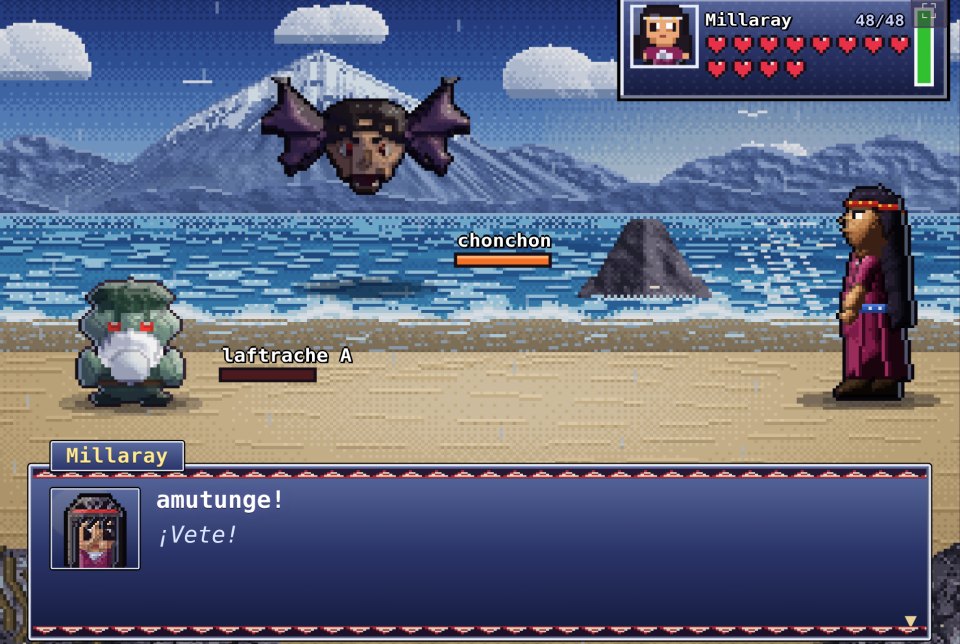 Millaray 48/48
chonchon
laftrache A
Millaray
amutunge!
¡Vete!